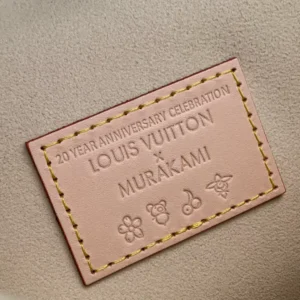 20 YEAR ANNIVERSARY CELEBRATION
LOUIS VUITTON
×
MURAKAMI